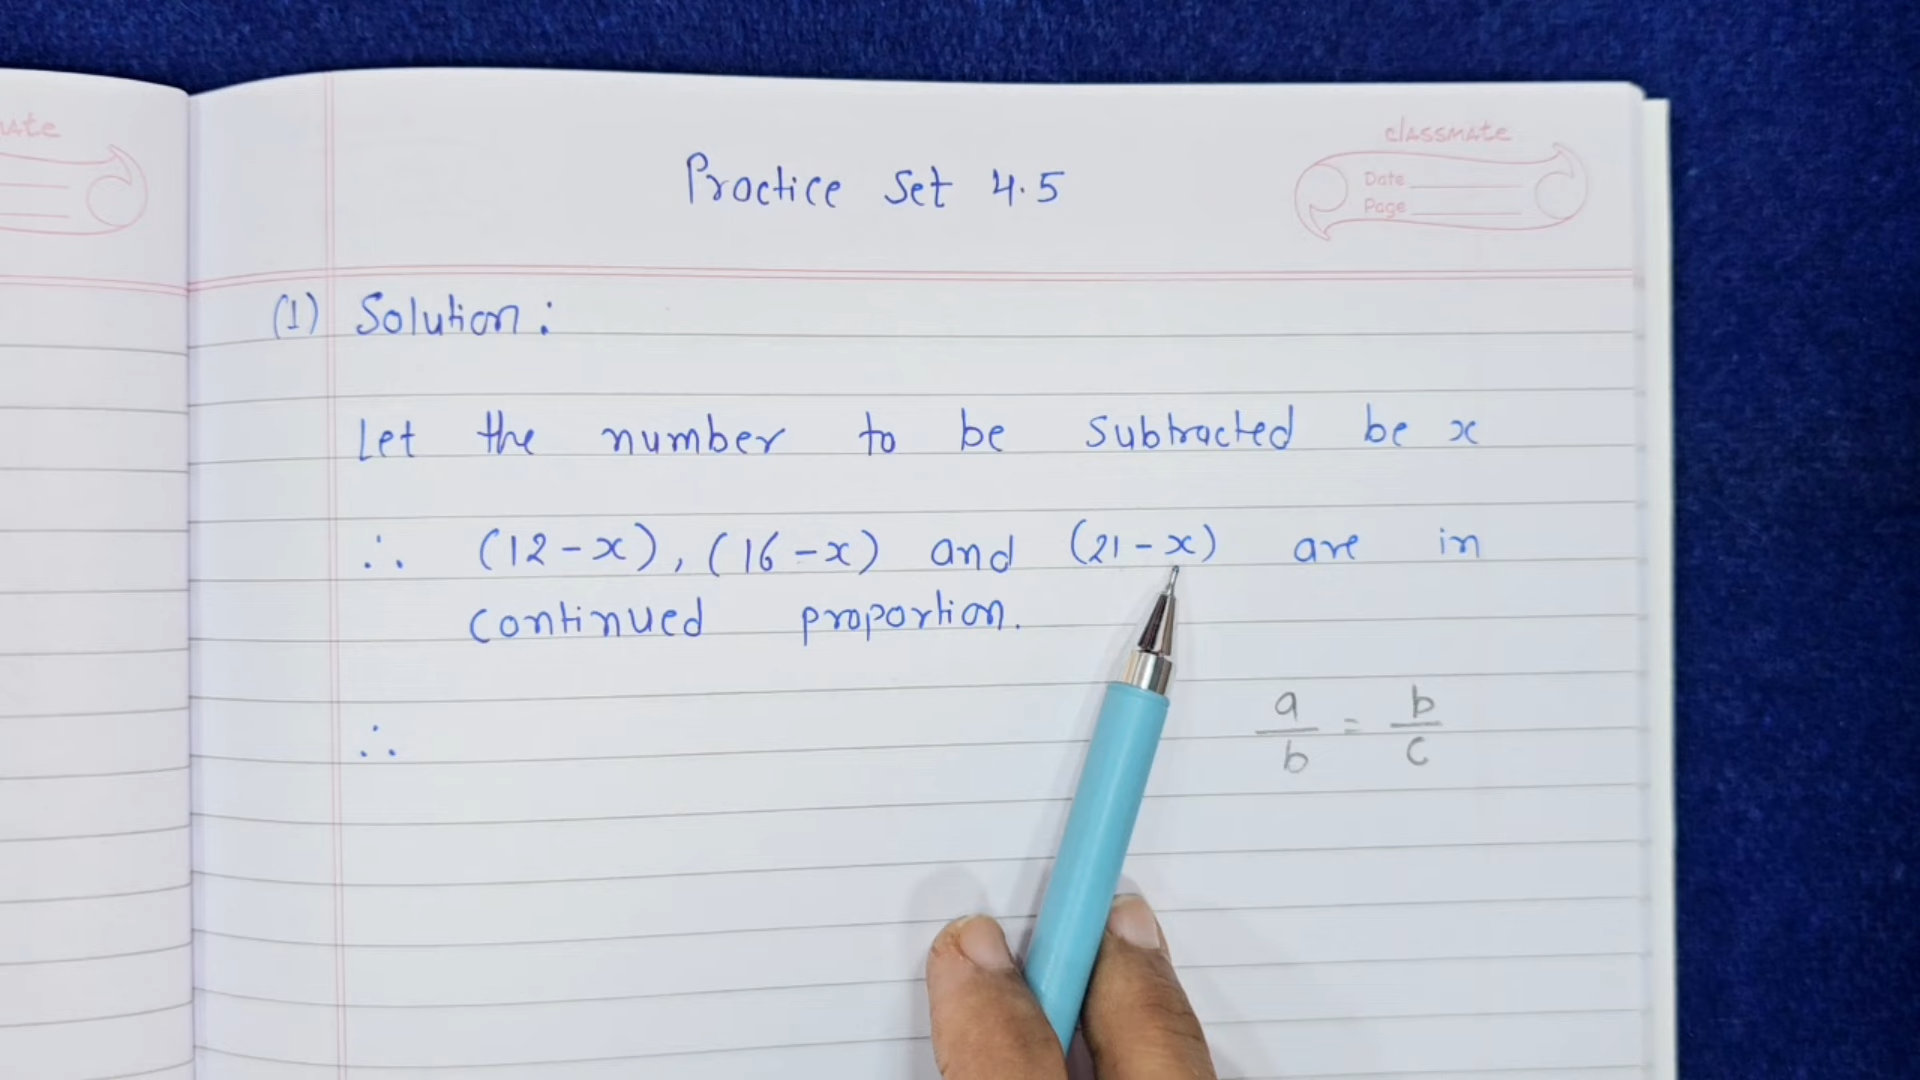 ate
classmate
Date
Page
Practice Set 4.5
(1) Solution:
Let the number to be subtracted be x
∴ (12-x), (16-x) and (21-x) are in
continued proportion.
∴
a/b = b/c